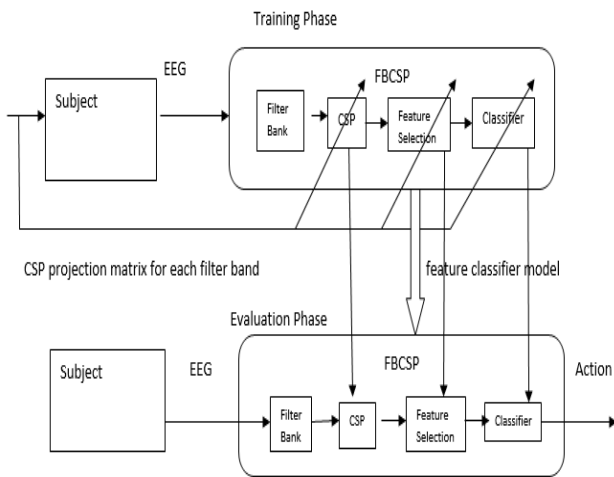 Training Phase
EEG
Subject
FBCSP
Filter
Bank
CSP
Feature
Selection
Classifier
CSP projection matrix for each filter band
feature classifier model
Evaluation Phase
Subject
EEG
FBCSP
Action
Filter
Bank
CSP
Feature
Selection
Classifier